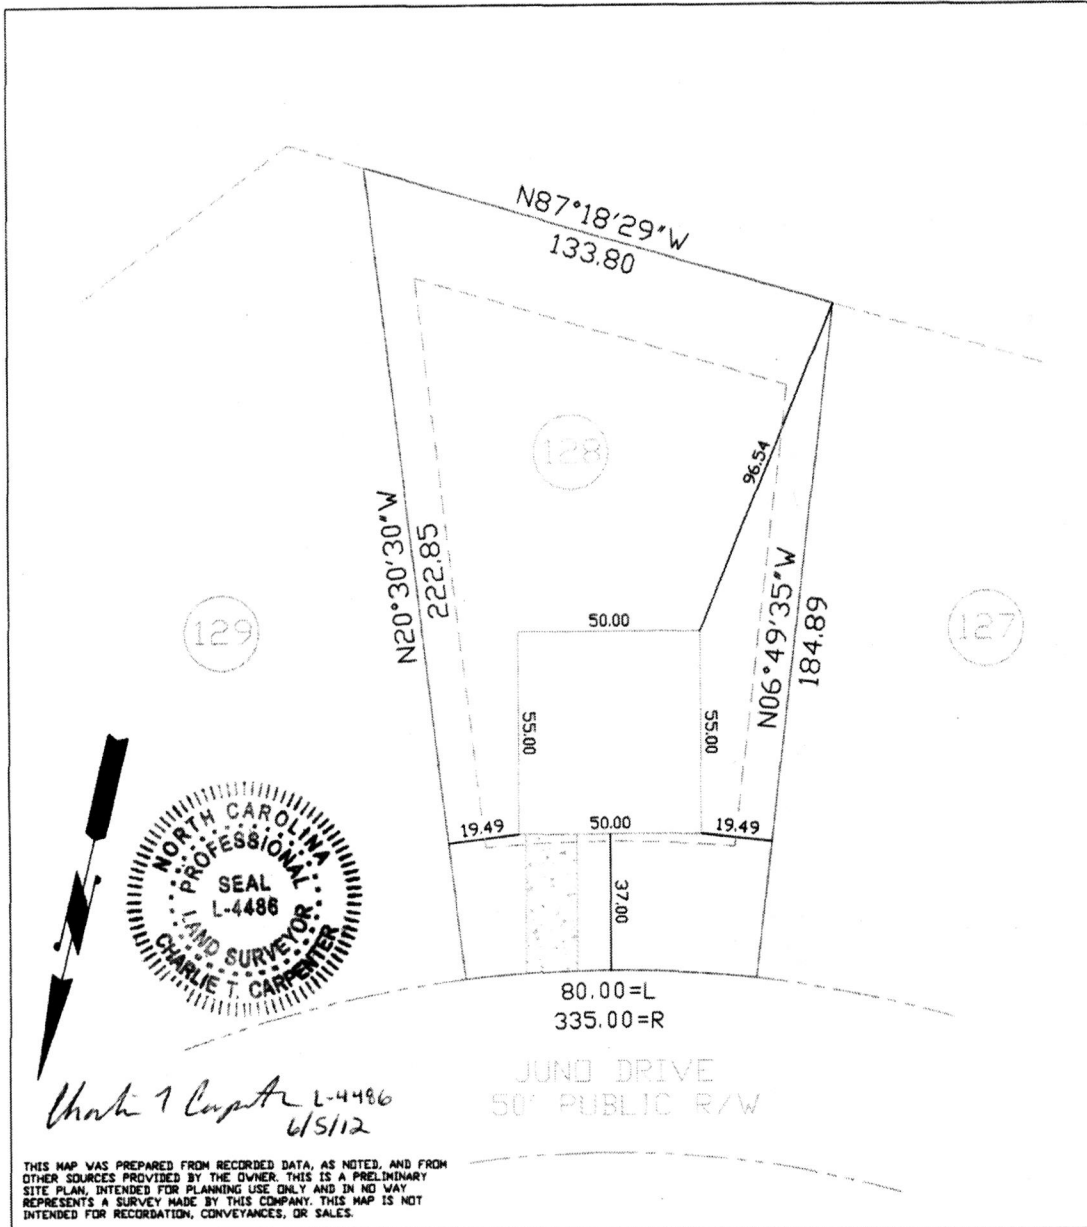 N87°18'29"W
133.80
128
96.54
N20°30'30"W
222.85
N06°49'35"W
184.89
129
127
50.00
55.00
55.00
19.49
50.00
19.49
37.00
NORTH CAROLINA
PROFESSIONAL
SEAL
L-4486
LAND SURVEYOR
CHARLIE T. CARPENTER
80.00=L
335.00=R
JUNO DRIVE
50' PUBLIC R/W
L-4486
6/5/12
THIS MAP WAS PREPARED FROM RECORDED DATA, AS NOTED, AND FROM
OTHER SOURCES PROVIDED BY THE OWNER. THIS IS A PRELIMINARY
SITE PLAN, INTENDED FOR PLANNING USE ONLY AND IN NO WAY
REPRESENTS A SURVEY MADE BY THIS COMPANY. THIS MAP IS NOT
INTENDED FOR RECORDATION, CONVEYANCES, OR SALES.